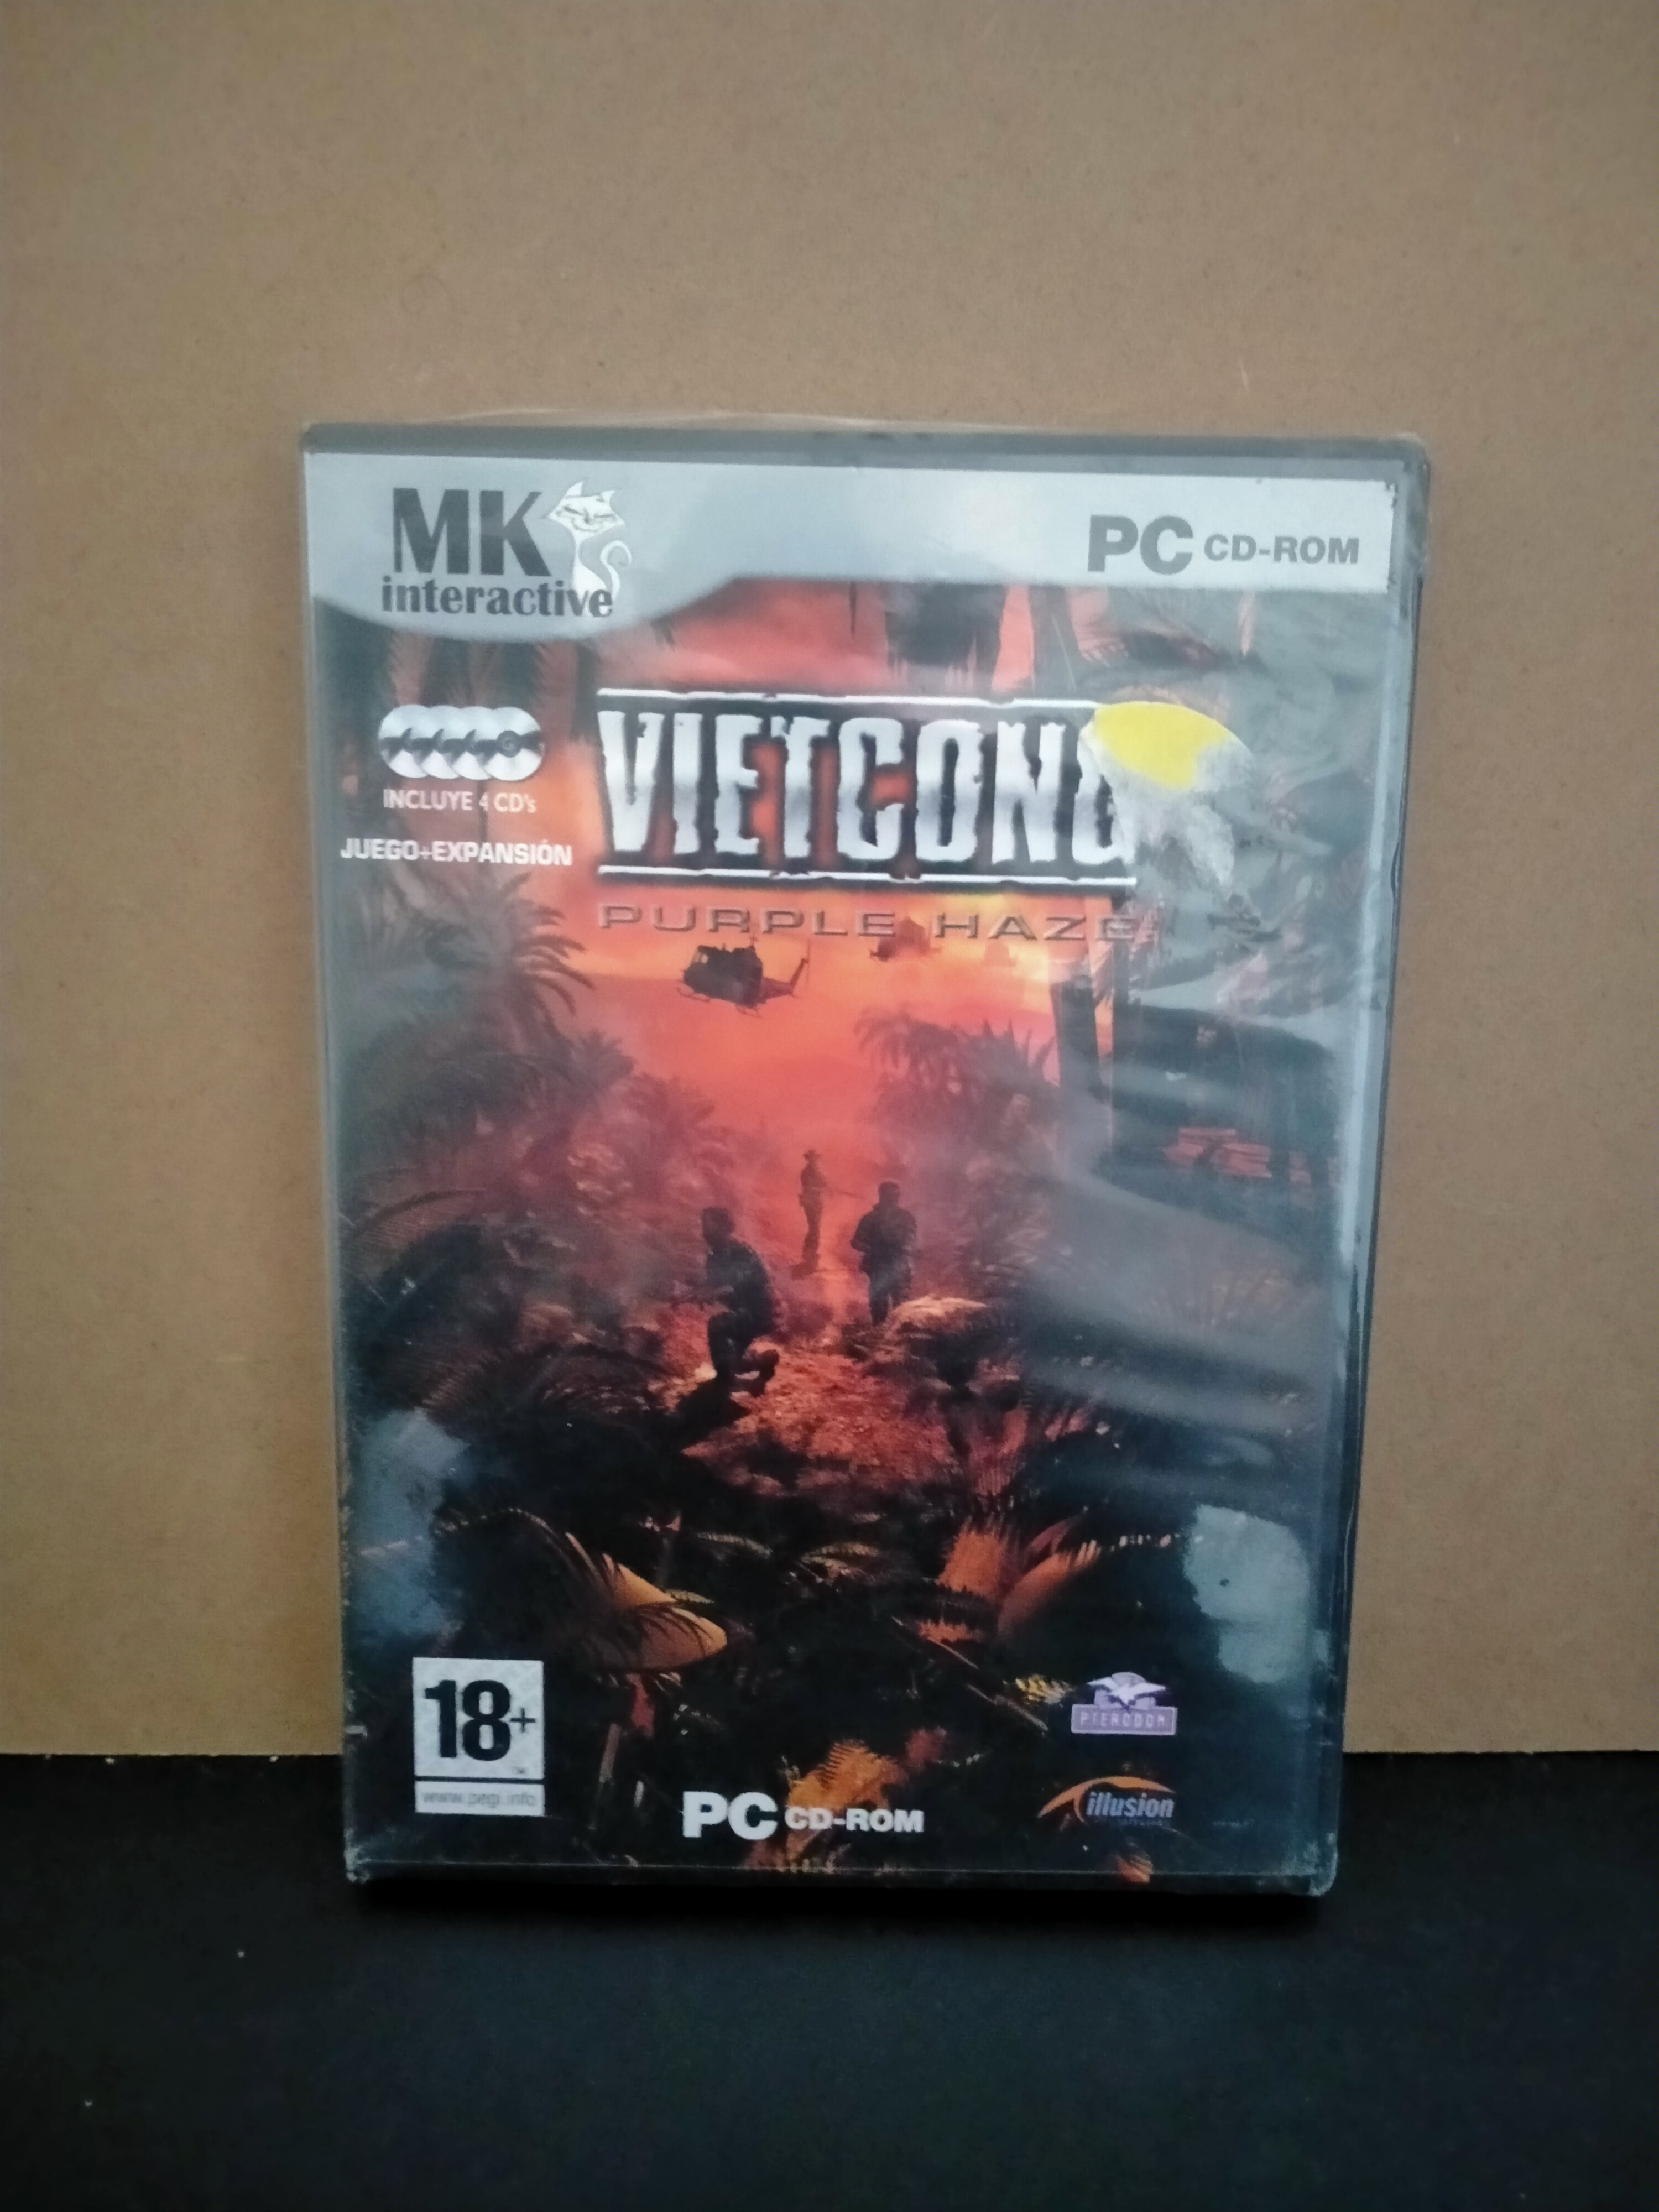 MK
interactive
PC CD-ROM
VIETCONG
INCLUYE 4 CD's
JUEGO+EXPANSIÓN
PURPLE HAZE
18+
www.pegi.info
PTERODON
PC CD-ROM
illusion